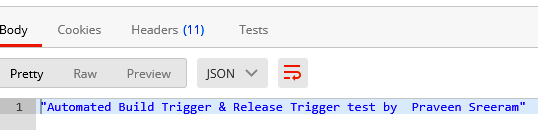 Body Cookies Headers (11) Tests
Pretty Raw Preview JSON
1 "Automated Build Trigger & Release Trigger test by  Praveen Sreeram"